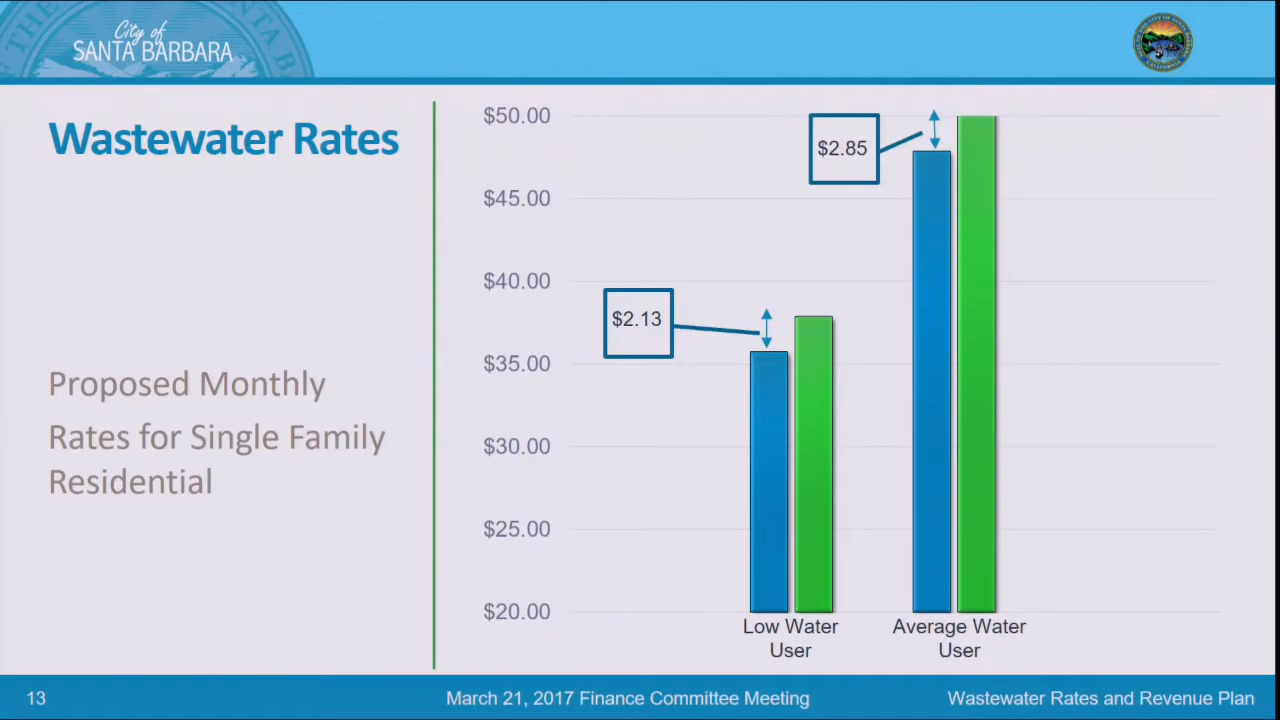 City of
SANTA BARBARA
Wastewater Rates
Proposed Monthly
Rates for Single Family
Residential
$50.00
$45.00
$40.00
$35.00
$30.00
$25.00
$20.00
$2.85
$2.13
Low Water
User
Average Water
User
13
March 21, 2017 Finance Committee Meeting
Wastewater Rates and Revenue Plan